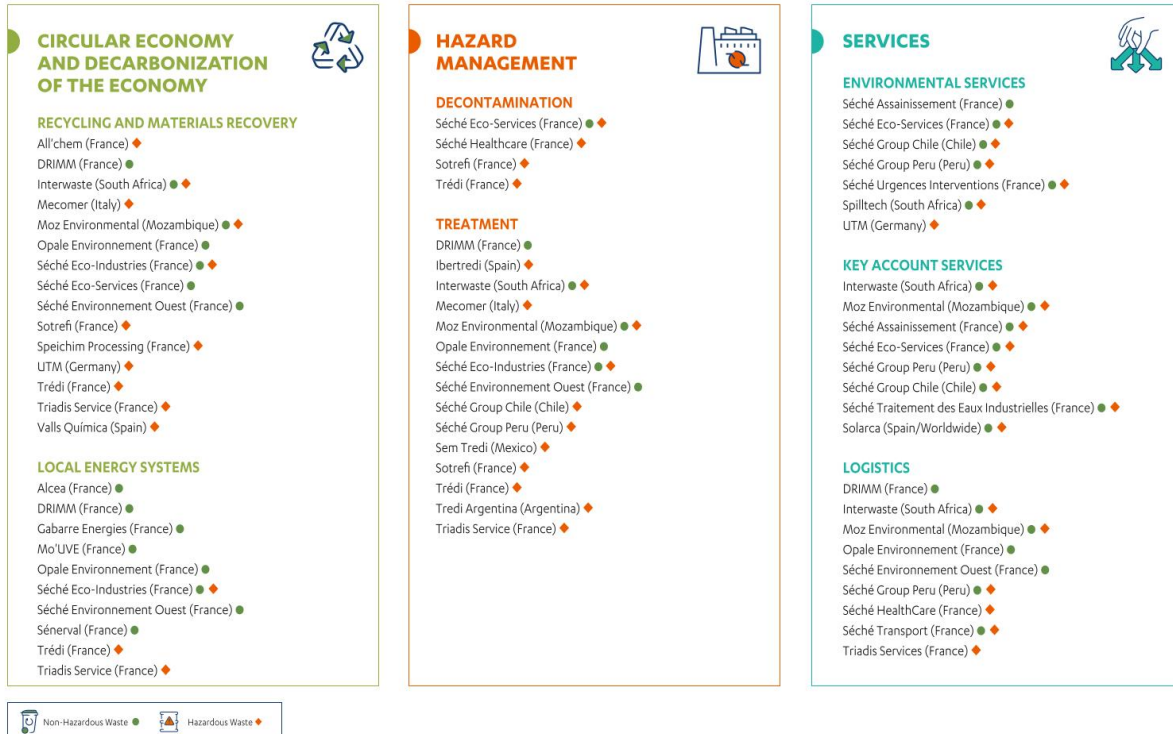 CIRCULAR ECONOMY
AND DECARBONIZATION
OF THE ECONOMY
RECYCLING AND MATERIALS RECOVERY
All'chem (France)
DRIMM (France)
Interwaste (South Africa)
Mecomer (Italy)
Moz Environmental (Mozambique)
Opale Environnement (France)
Séché Eco-Industries (France)
Séché Eco-Services (France)
Séché Environnement Ouest (France)
Sotrefi (France)
Speichim Processing (France)
UTM (Germany)
Trédi (France)
Triadis Service (France)
Valls Química (Spain)
LOCAL ENERGY SYSTEMS
Alcea (France)
DRIMM (France)
Gabarre Energies (France)
Mo'UVE (France)
Opale Environnement (France)
Séché Eco-Industries (France)
Séché Environnement Ouest (France)
Sénerval (France)
Trédi (France)
Triadis Service (France)
HAZARD
MANAGEMENT
DECONTAMINATION
Séché Eco-Services (France)
Séché Healthcare (France)
Sotrefi (France)
Trédi (France)
TREATMENT
DRIMM (France)
Ibertredi (Spain)
Interwaste (South Africa)
Mecomer (Italy)
Moz Environmental (Mozambique)
Opale Environnement (France)
Séché Eco-Industries (France)
Séché Environnement Ouest (France)
Séché Group Chile (Chile)
Séché Group Peru (Peru)
Sem Tredi (Mexico)
Sotrefi (France)
Trédi (France)
Tredi Argentina (Argentina)
Triadis Service (France)
SERVICES
ENVIRONMENTAL SERVICES
Séché Assainissement (France)
Séché Eco-Services (France)
Séché Group Chile (Chile)
Séché Group Peru (Peru)
Séché Urgences Interventions (France)
Spilltech (South Africa)
UTM (Germany)
KEY ACCOUNT SERVICES
Interwaste (South Africa)
Moz Environmental (Mozambique)
Séché Assainissement (France)
Séché Eco-Services (France)
Séché Group Peru (Peru)
Séché Group Chile (Chile)
Séché Traitement des Eaux Industrielles (France)
Solarca (Spain/Worldwide)
LOGISTICS
DRIMM (France)
Interwaste (South Africa)
Moz Environmental (Mozambique)
Opale Environnement (France)
Séché Environnement Ouest (France)
Séché Group Peru (Peru)
Séché HealthCare (France)
Séché Transport (France)
Triadis Services (France)
Non-Hazardous Waste
Hazardous Waste